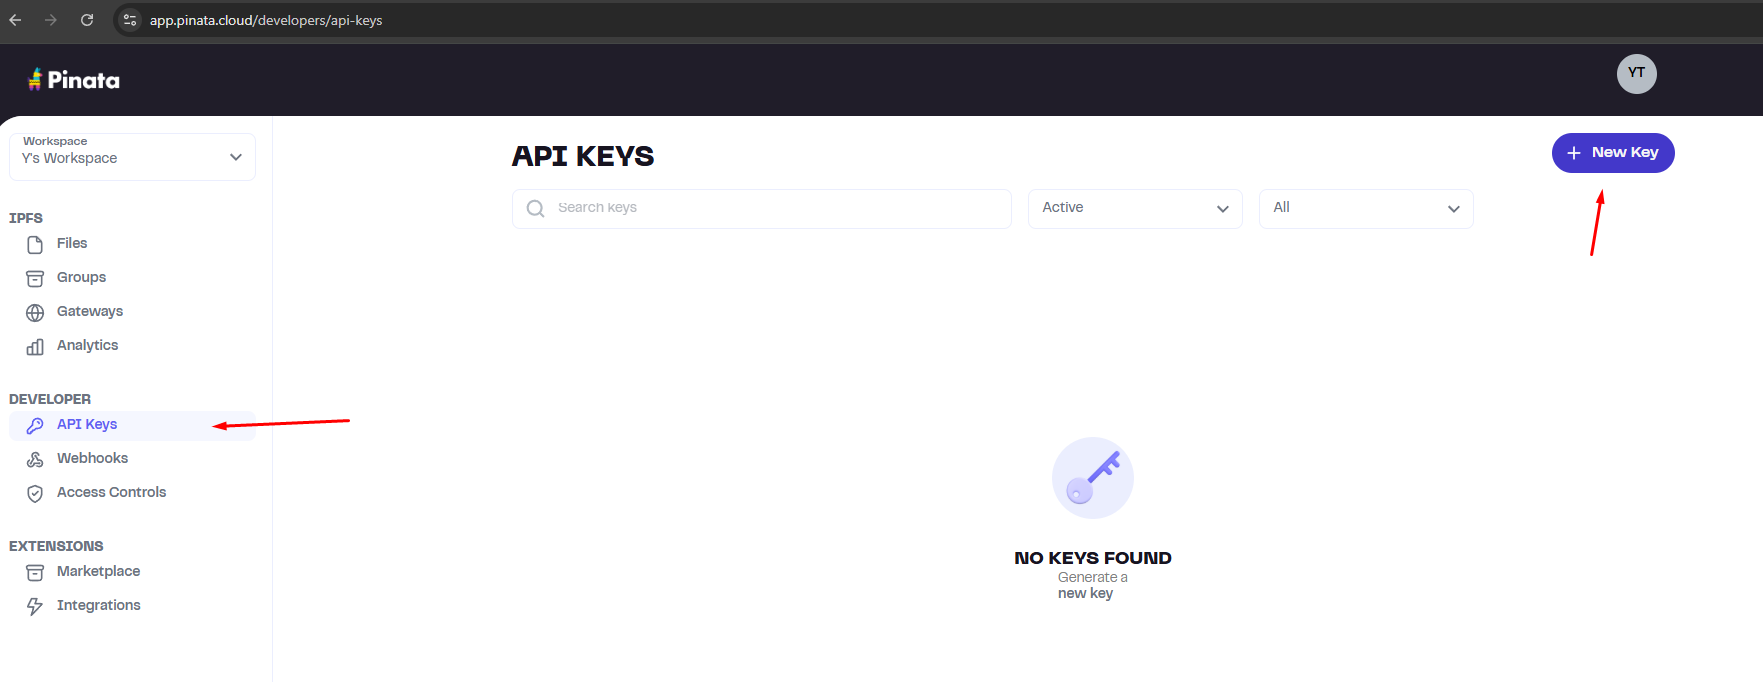 app.pinata.cloud/developers/api-keys
Pinata
YT
Workspace
Y's Workspace
IPFS
Files
Groups
Gateways
Analytics
DEVELOPER
API Keys
Webhooks
Access Controls
EXTENSIONS
Marketplace
Integrations
API KEYS
+ New Key
Search keys
Active
All
NO KEYS FOUND
Generate a
new key